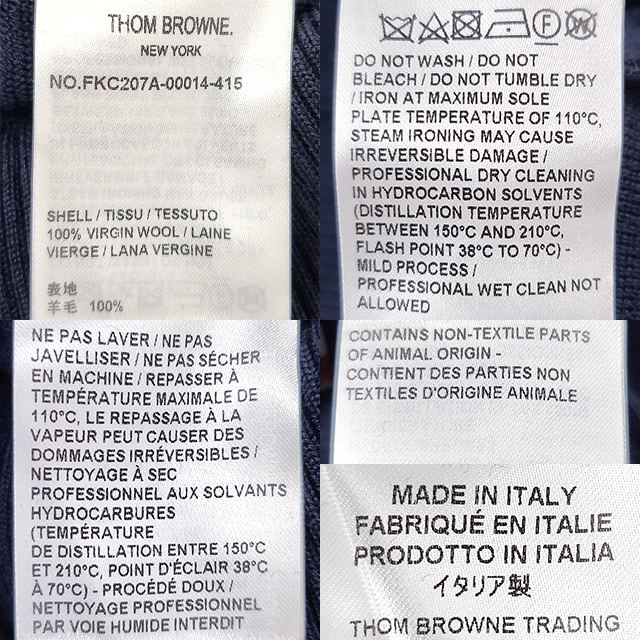 THOM BROWNE.
NEW YORK
NO.FKC207A-00014-415
SHELL / TISSU / TESSUTO
100% VIRGIN WOOL / LAINE
VIERGE / LANA VERGINE
表地
羊毛 100%
DO NOT WASH / DO NOT
BLEACH / DO NOT TUMBLE DRY
/ IRON AT MAXIMUM SOLE
PLATE TEMPERATURE OF 110°C,
STEAM IRONING MAY CAUSE
IRREVERSIBLE DAMAGE /
PROFESSIONAL DRY CLEANING
IN HYDROCARBON SOLVENTS
(DISTILLATION TEMPERATURE
BETWEEN 150°C AND 210°C,
FLASH POINT 38°C TO 70°C) -
MILD PROCESS /
PROFESSIONAL WET CLEAN NOT
ALLOWED
NE PAS LAVER / NE PAS
JAVELLISER / NE PAS SÉCHER
EN MACHINE / REPASSER À
TEMPÉRATURE MAXIMALE DE
110°C, LE REPASSAGE À LA
VAPEUR PEUT CAUSER DES
DOMMAGES IRRÉVERSIBLES /
NETTOYAGE À SEC
PROFESSIONNEL AUX SOLVANTS
HYDROCARBURES
(TEMPÉRATURE
DE DISTILLATION ENTRE 150°C
ET 210°C, POINT D'ÉCLAIR 38°C
À 70°C) - PROCÉDÉ DOUX /
NETTOYAGE PROFESSIONNEL
PAR VOIE HUMIDE INTERDIT
CONTAINS NON-TEXTILE PARTS
OF ANIMAL ORIGIN -
CONTIENT DES PARTIES NON
TEXTILES D'ORIGINE ANIMALE
MADE IN ITALY
FABRIQUÉ EN ITALIE
PRODOTTO IN ITALIA
イタリア製
THOM BROWNE TRADING